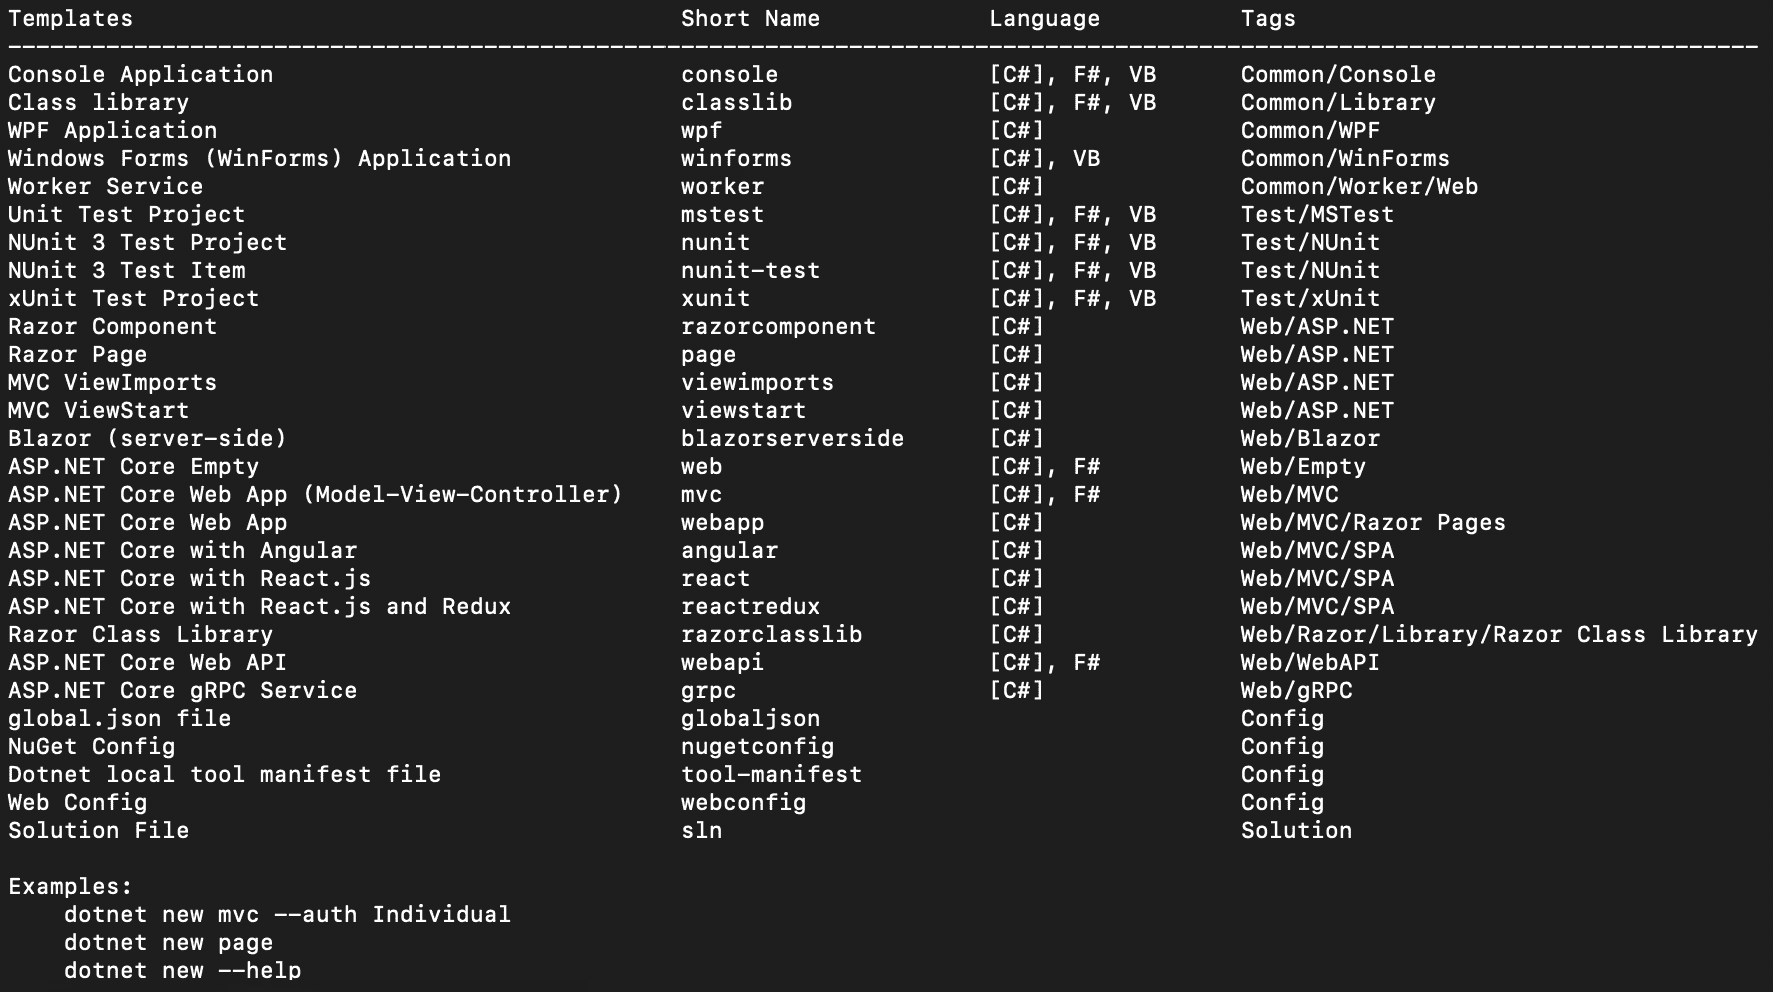 Templates                                       Short Name            Language          Tags
-----------------------------------------------------------------------------------------------------------------------------
Console Application                             console               [C#], F#, VB      Common/Console
Class library                                   classlib              [C#], F#, VB      Common/Library
WPF Application                                 wpf                   [C#]              Common/WPF
Windows Forms (WinForms) Application            winforms              [C#], VB          Common/WinForms
Worker Service                                  worker                [C#]              Common/Worker/Web
Unit Test Project                               mstest                [C#], F#, VB      Test/MSTest
NUnit 3 Test Project                            nunit                 [C#], F#, VB      Test/NUnit
NUnit 3 Test Item                               nunit-test            [C#], F#, VB      Test/NUnit
xUnit Test Project                              xunit                 [C#], F#, VB      Test/xUnit
Razor Component                                 razorcomponent        [C#]              Web/ASP.NET
Razor Page                                      page                  [C#]              Web/ASP.NET
MVC ViewImports                                 viewimports           [C#]              Web/ASP.NET
MVC ViewStart                                   viewstart             [C#]              Web/ASP.NET
Blazor (server-side)                            blazorserverside      [C#]              Web/Blazor
ASP.NET Core Empty                              web                   [C#], F#          Web/Empty
ASP.NET Core Web App (Model-View-Controller)    mvc                   [C#], F#          Web/MVC
ASP.NET Core Web App                            webapp                [C#]              Web/MVC/Razor Pages
ASP.NET Core with Angular                       angular               [C#]              Web/MVC/SPA
ASP.NET Core with React.js                      react                 [C#]              Web/MVC/SPA
ASP.NET Core with React.js and Redux            reactredux            [C#]              Web/MVC/SPA
Razor Class Library                             razorclasslib         [C#]              Web/Razor/Library/Razor Class Library
ASP.NET Core Web API                            webapi                [C#], F#          Web/WebAPI
ASP.NET Core gRPC Service                       grpc                  [C#]              Web/gRPC
global.json file                                globaljson                              Config
NuGet Config                                    nugetconfig                             Config
Dotnet local tool manifest file                 tool-manifest                           Config
Web Config                                      webconfig                               Config
Solution File                                   sln                                     Solution

Examples:
    dotnet new mvc --auth Individual
    dotnet new page
    dotnet new --help